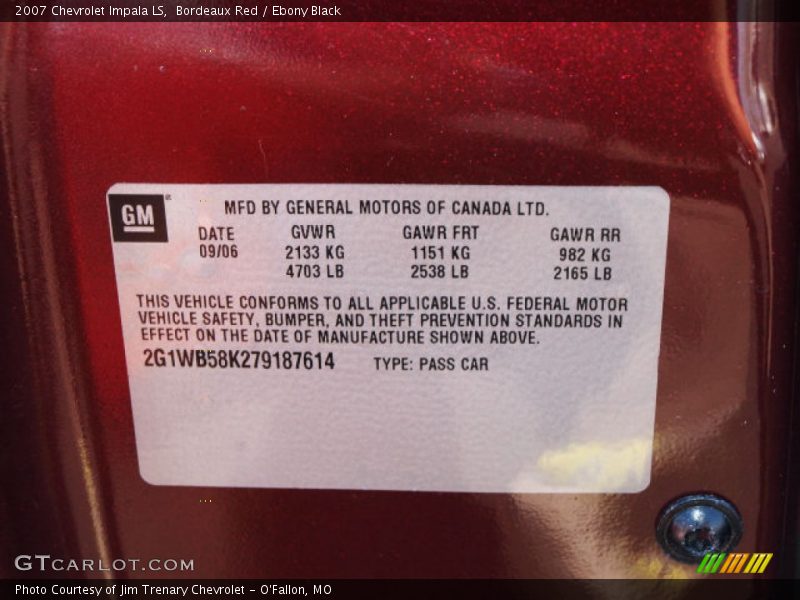 2007 Chevrolet Impala LS,  Bordeaux Red / Ebony Black
GM
MFD BY GENERAL MOTORS OF CANADA LTD.
DATE GVWR GAWR FRT GAWR RR
09/06 2133 KG 1151 KG 982 KG
4703 LB 2538 LB 2165 LB
THIS VEHICLE CONFORMS TO ALL APPLICABLE U.S. FEDERAL MOTOR
VEHICLE SAFETY, BUMPER, AND THEFT PREVENTION STANDARDS IN
EFFECT ON THE DATE OF MANUFACTURE SHOWN ABOVE.
2G1WB58K279187614 TYPE: PASS CAR
GTCARLOT.COM
Photo Courtesy of Jim Trenary Chevrolet - O'Fallon, MO